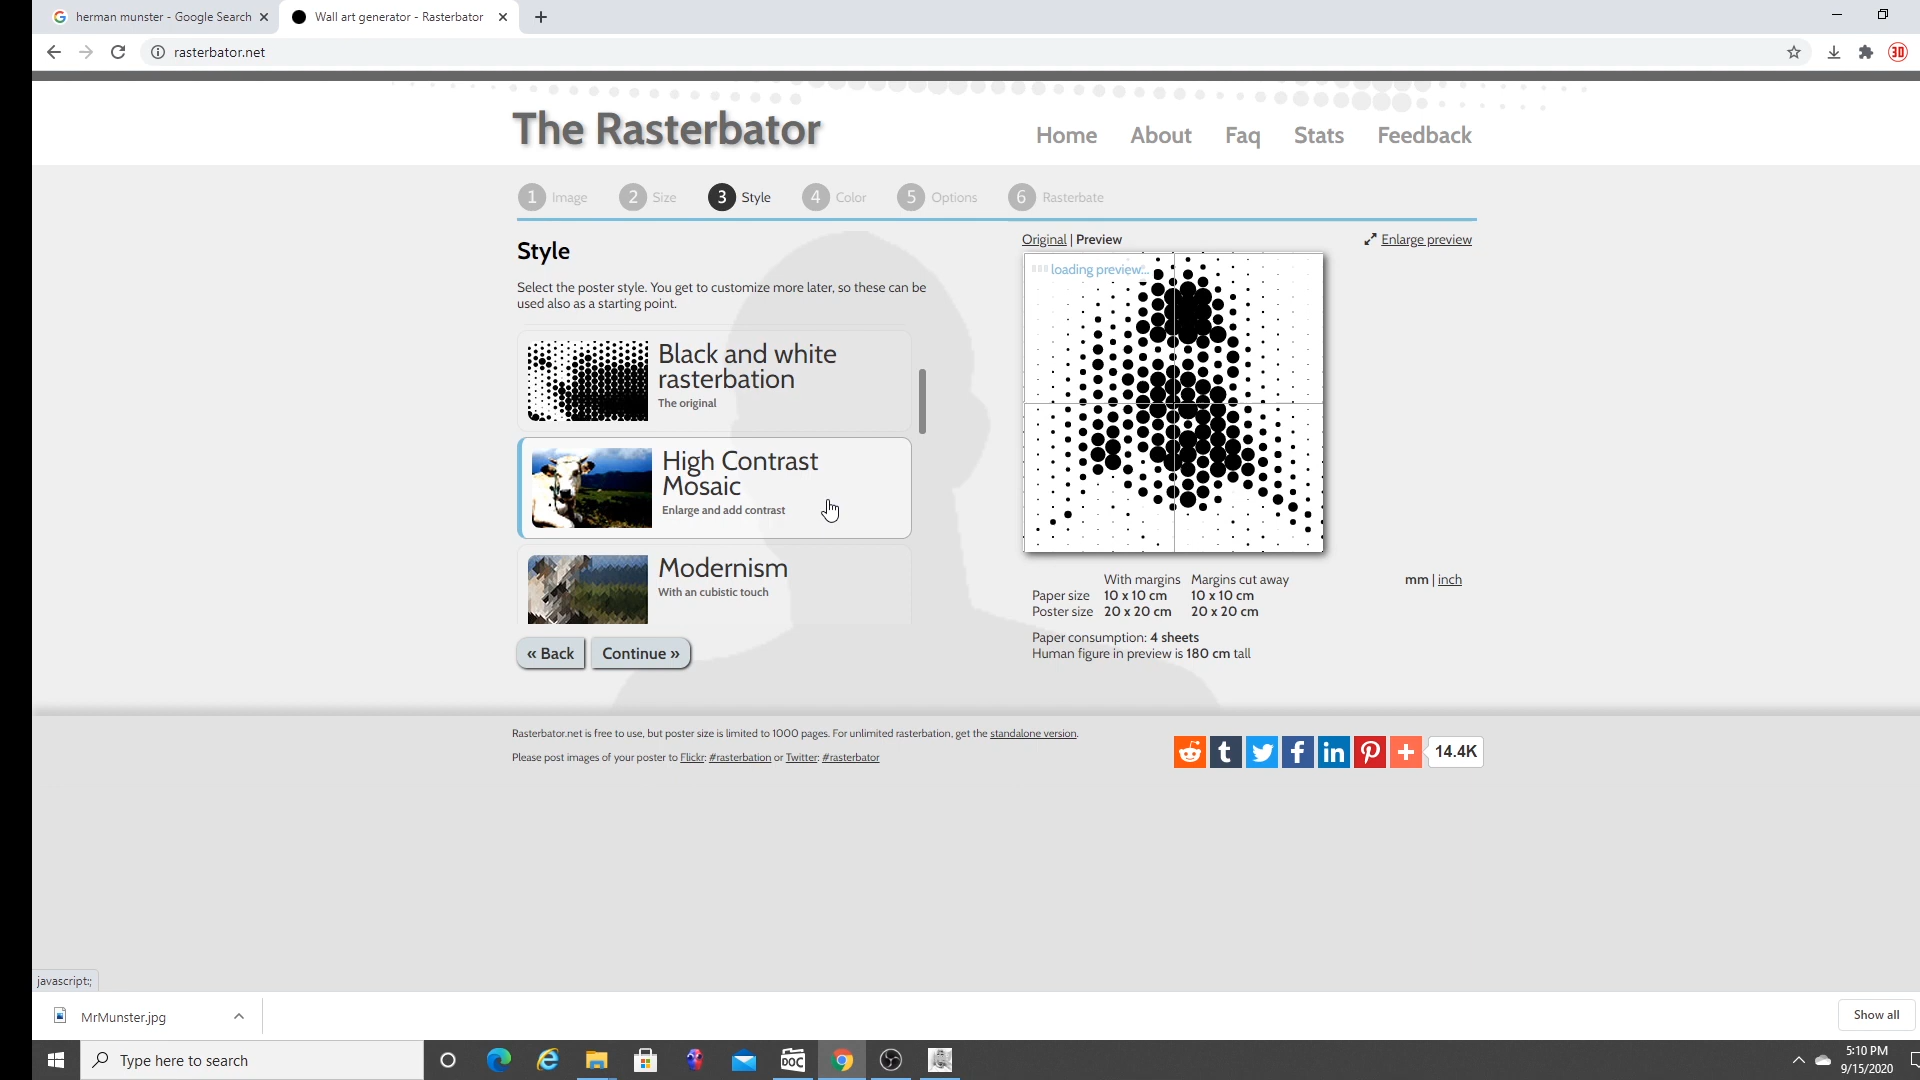 herman munster - Google Search
Wall art generator - Rasterbator
rasterbator.net
The Rasterbator
Home About Faq Stats Feedback
1 Image 2 Size 3 Style 4 Color 5 Options 6 Rasterbate
Style
Select the poster style. You get to customize more later, so these can be
used also as a starting point.
Black and white
rasterbation
The original
High Contrast
Mosaic
Enlarge and add contrast
Modernism
With an cubistic touch
« Back Continue »
Original | Preview Enlarge preview
loading preview...
With margins Margins cut away mm | inch
Paper size 10 x 10 cm 10 x 10 cm
Poster size 20 x 20 cm 20 x 20 cm
Paper consumption: 4 sheets
Human figure in preview is 180 cm tall
Rasterbator.net is free to use, but poster size is limited to 1000 pages. For unlimited rasterbation, get the standalone version.
Please post images of your poster to Flickr: #rasterbation or Twitter: #rasterbator
14.4K
javascript:;
MrMunster.jpg
Show all
Type here to search
DOC
5:10 PM
9/15/2020